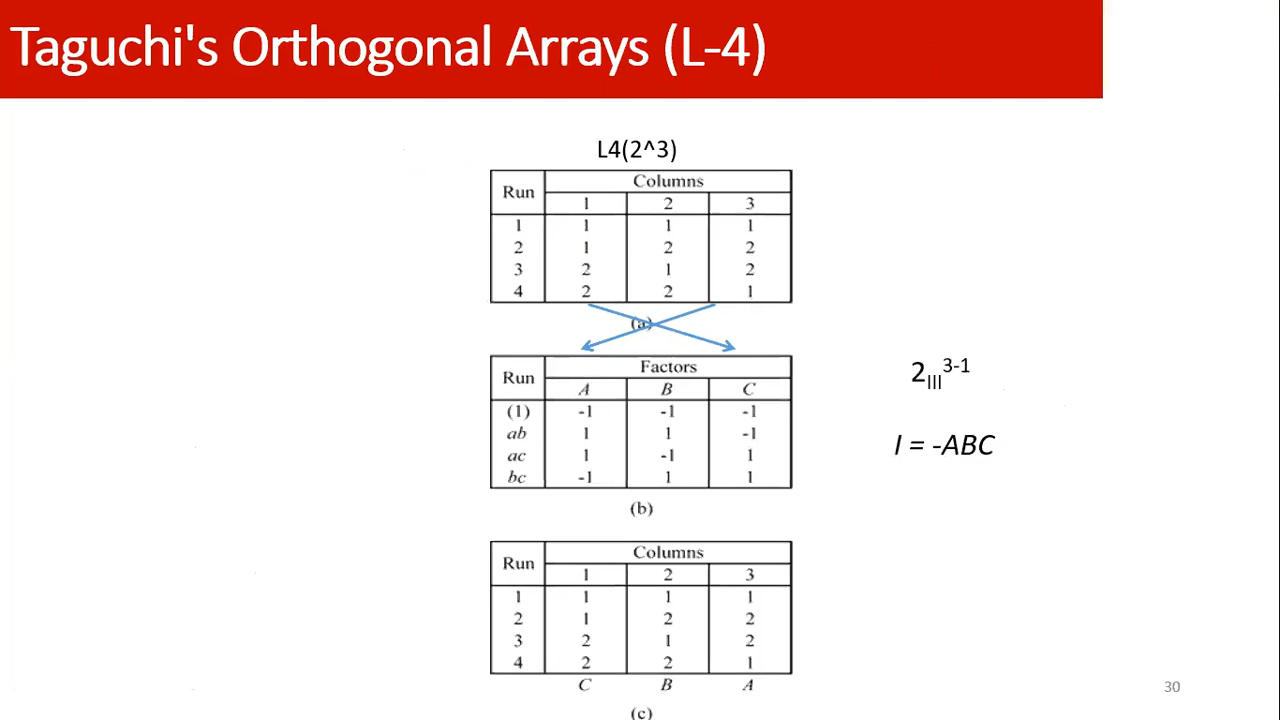 Taguchi's Orthogonal Arrays (L-4)
L4(2^3)
Run Columns
1 2 3
1 1 1 1
2 1 2 2
3 2 1 2
4 2 2 1
(a)
Run Factors
A B C
(1) -1 -1 -1
ab 1 1 -1
ac 1 -1 1
bc -1 1 1
(b)
2III3-1
I = -ABC
Run Columns
1 2 3
1 1 1 1
2 1 2 2
3 2 1 2
4 2 2 1
C B A
(c)
30